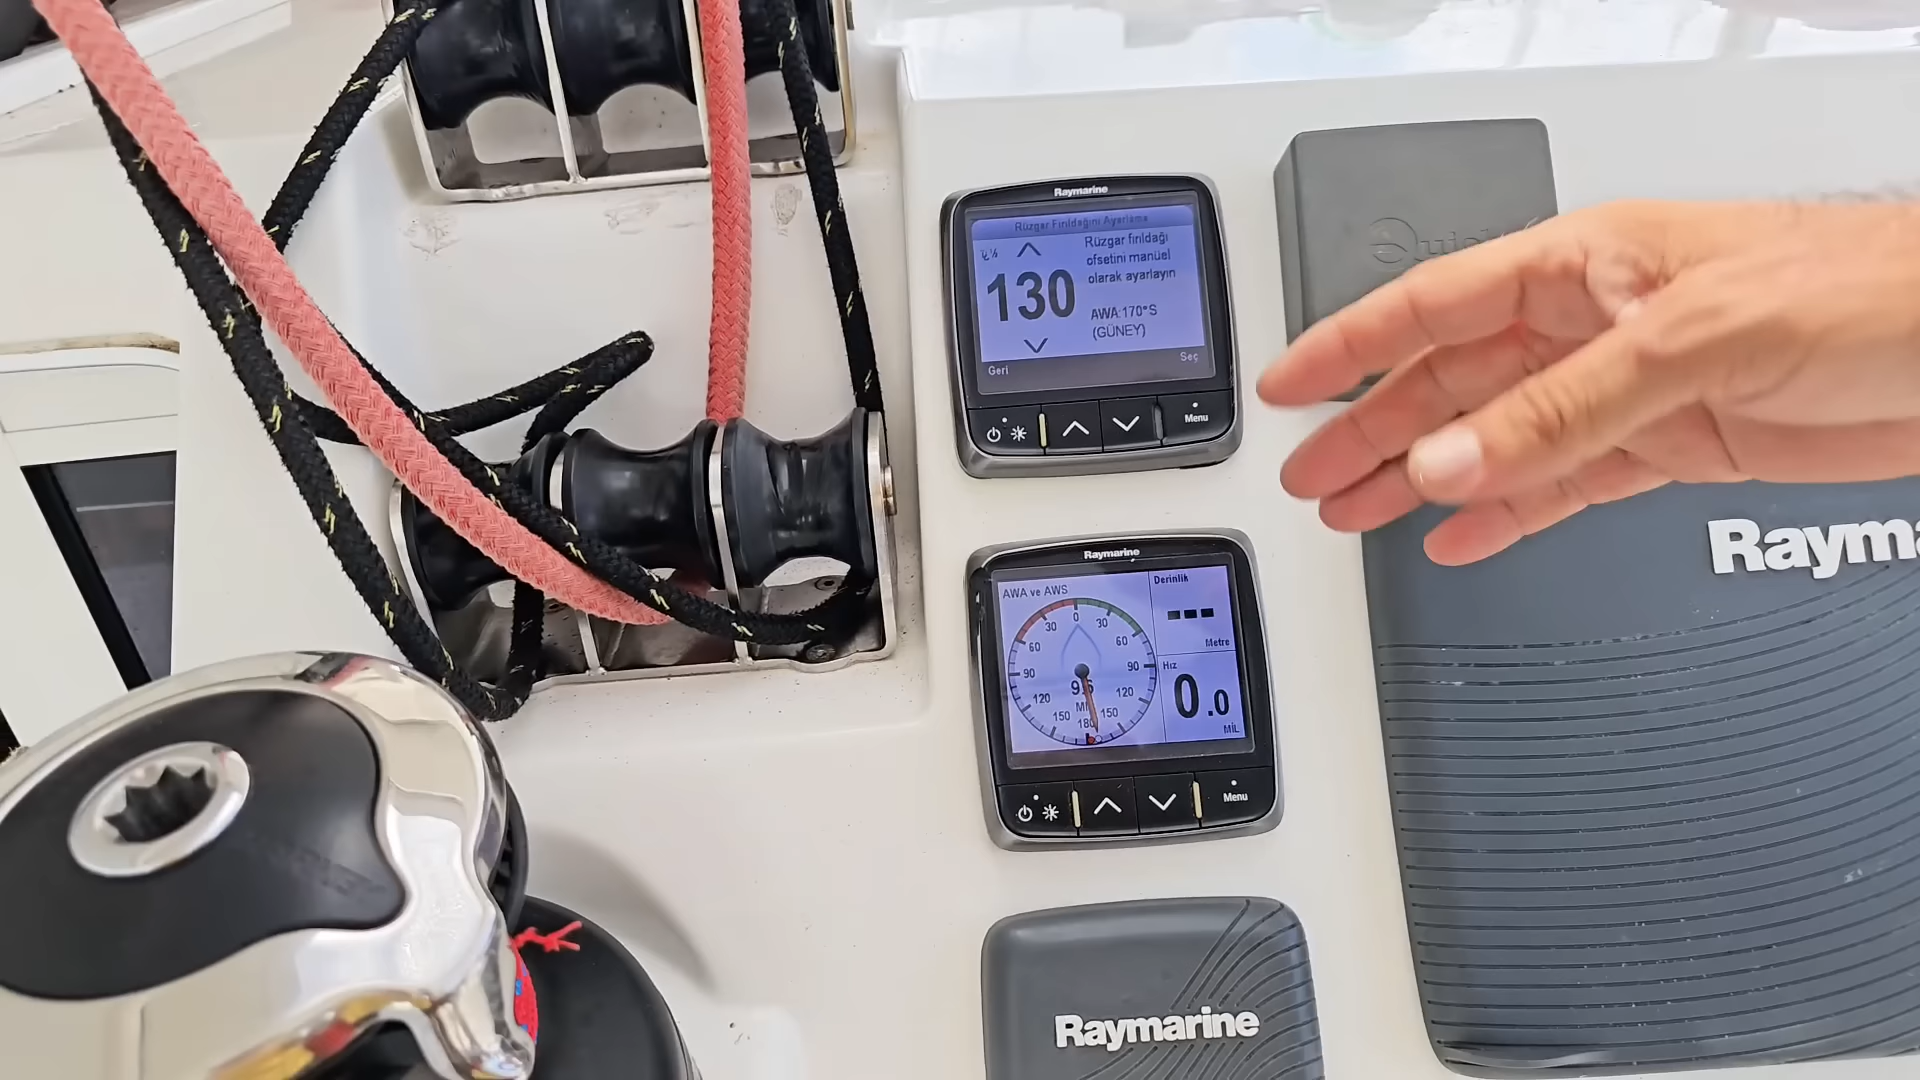 Raymarine
Rüzgar Fırıldağını Ayarlama
Rüzgar fırıldağı
ofsetini manüel
olarak ayarlayın
130
AWA:170°S
(GÜNEY)
Geri
Seç
Menu
Quick
Raymarine
AWA ve AWS
0
30
30
60
60
90
90
120
120
150
150
180
Derinlik
---
Metre
Hız
0.0
MİL
Menu
Rayma
Raymarine